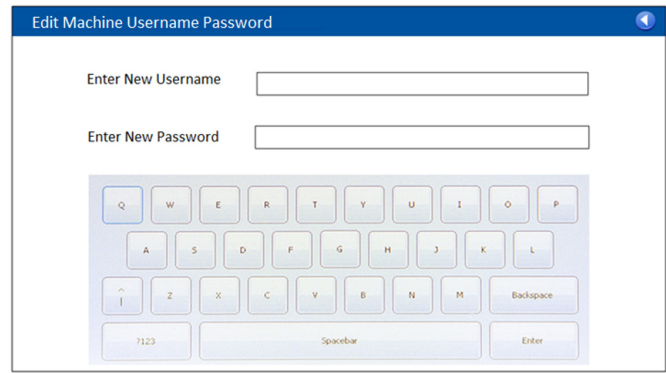 Edit Machine Username Password
Enter New Username
Enter New Password
Q W E R T Y U I O P
A S D F G H J K L
Z X C V B N M Backspace
?123 Spacebar Enter